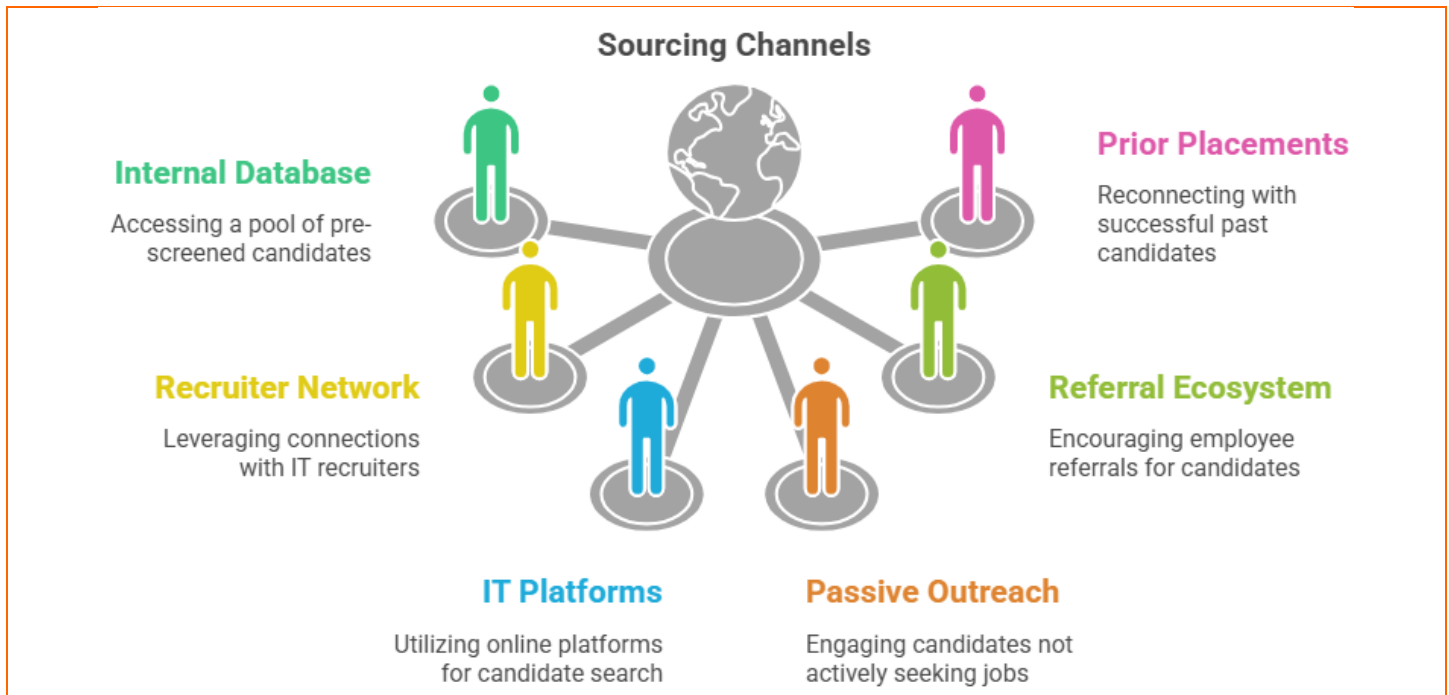 Sourcing Channels
Internal Database
Accessing a pool of pre-
screened candidates
Prior Placements
Reconnecting with
successful past
candidates
Recruiter Network
Leveraging connections
with IT recruiters
Referral Ecosystem
Encouraging employee
referrals for candidates
IT Platforms
Utilizing online platforms
for candidate search
Passive Outreach
Engaging candidates not
actively seeking jobs